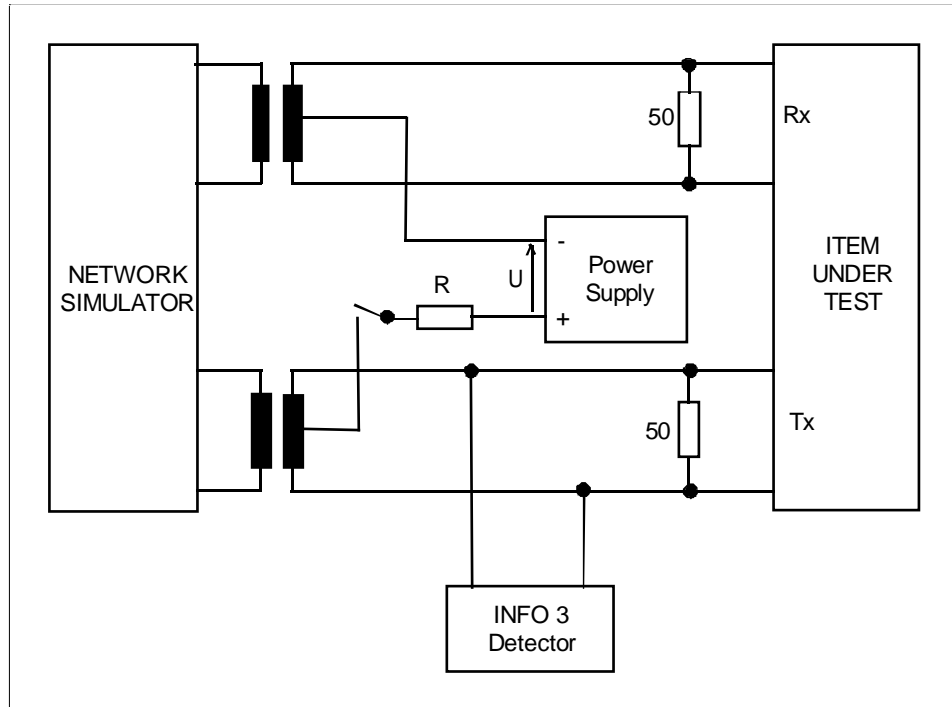 50
Rx
NETWORK
SIMULATOR
-
Power
Supply
U
R
+
ITEM
UNDER
TEST
50
Tx
INFO 3
Detector